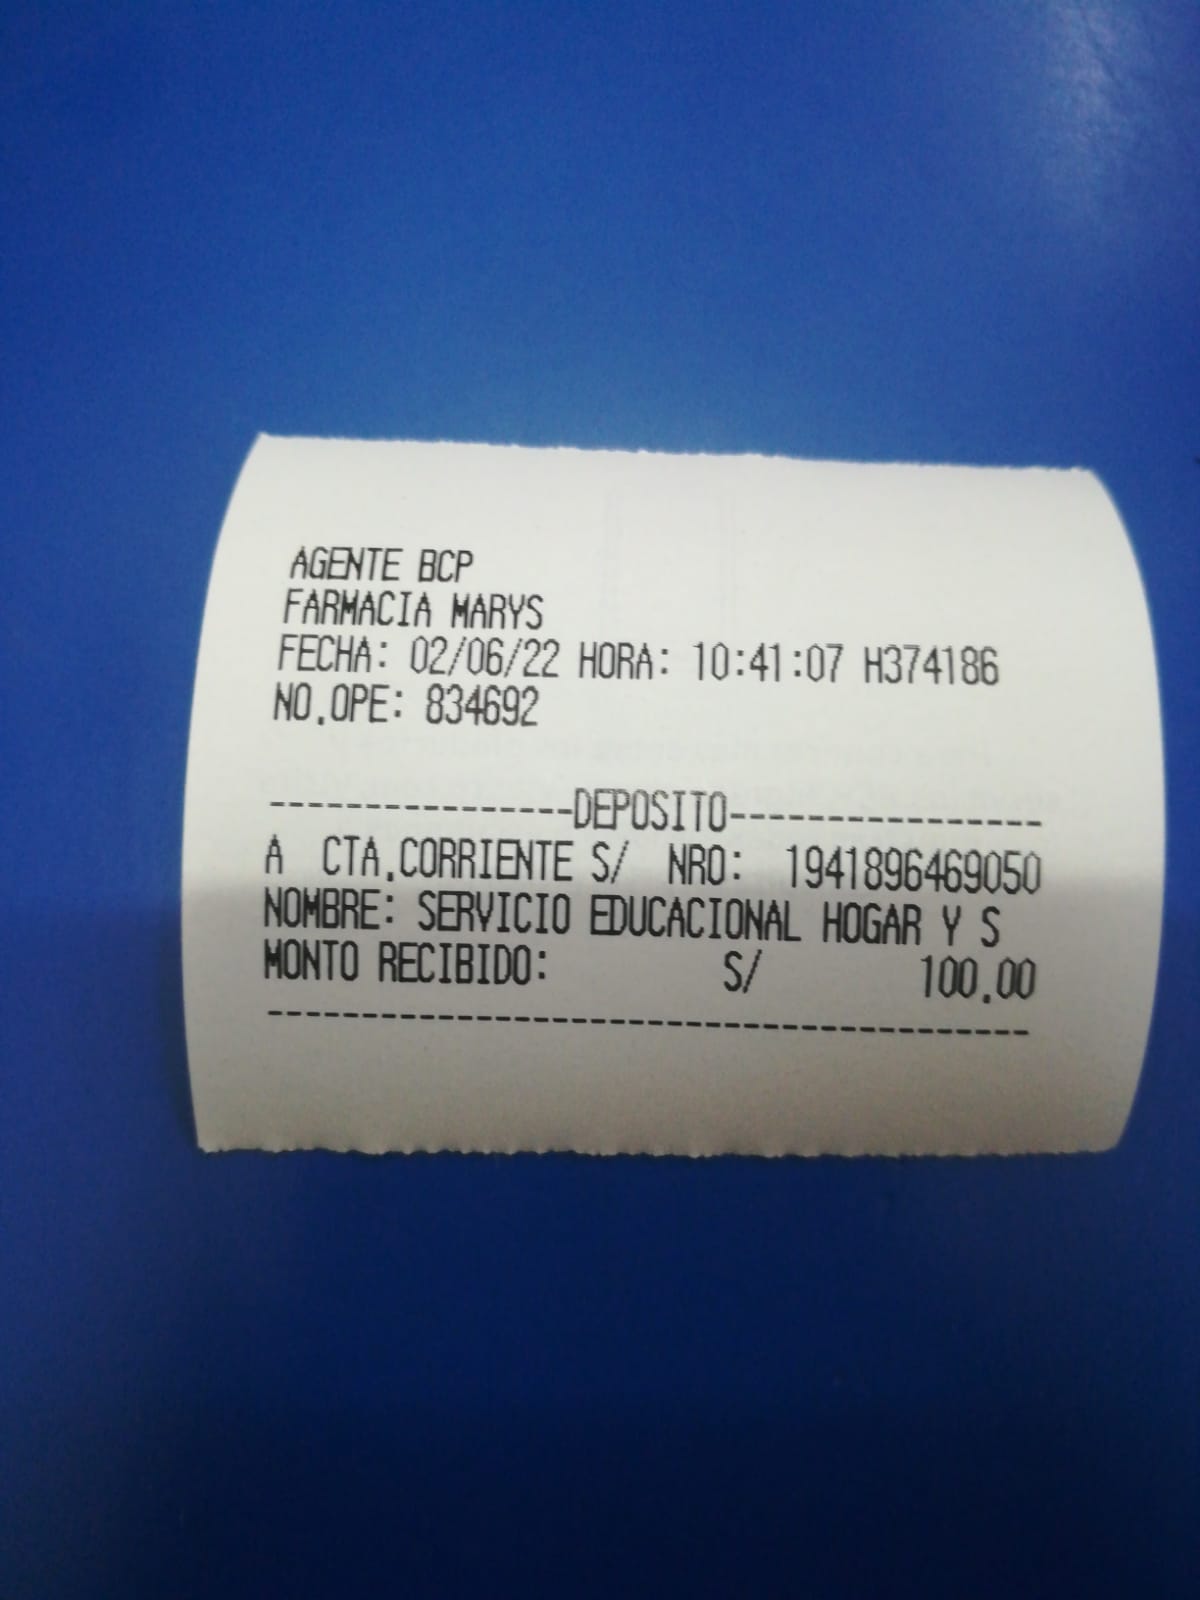 AGENTE BCP
FARMACIA MARYS
FECHA: 02/06/22 HORA: 10:41:07 H374186
NO.OPE: 834692
----------------DEPOSITO----------------
A CTA.CORRIENTE S/ NRO: 1941896469050
NOMBRE: SERVICIO EDUCACIONAL HOGAR Y S
MONTO RECIBIDO: S/ 100.00
----------------------------------------